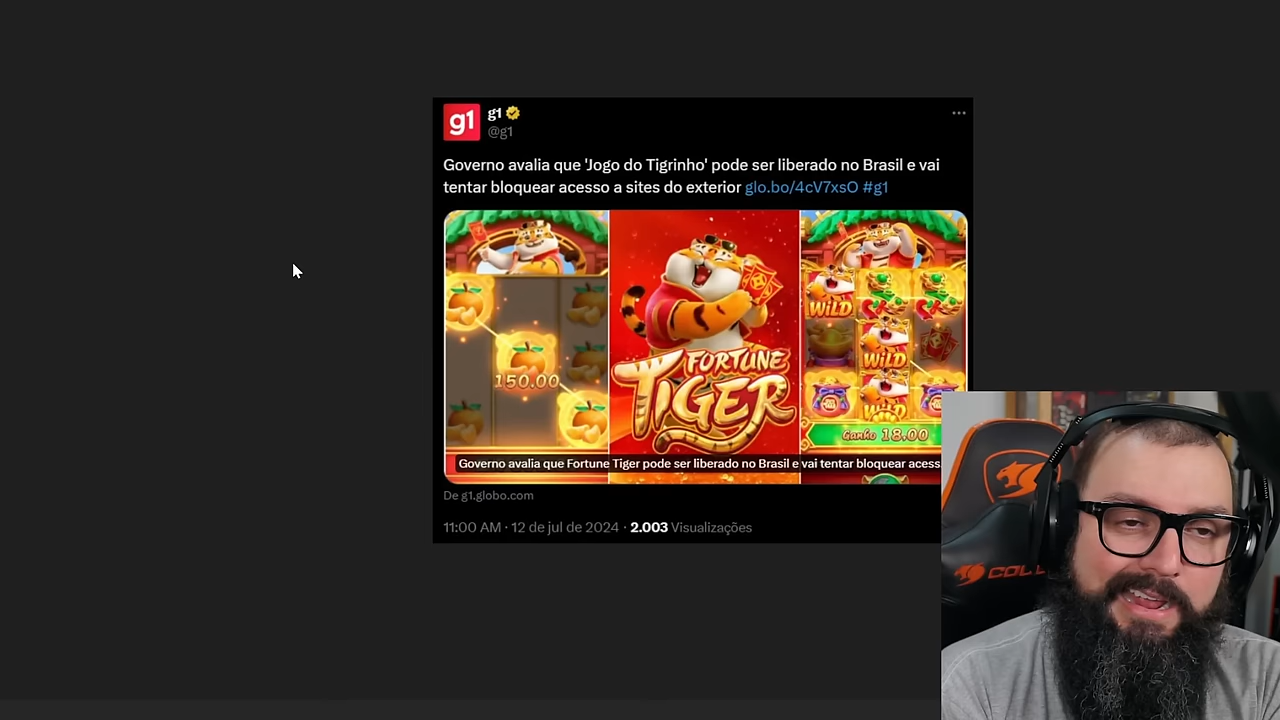 g1
g1
@g1
Governo avalia que 'Jogo do Tigrinho' pode ser liberado no Brasil e vai
tentar bloquear acesso a sites do exterior glo.bo/4cV7xsO #g1
150.00
FORTUNE
TIGER
WILD
WILD
WILD
Ganho 18.00
Governo avalia que Fortune Tiger pode ser liberado no Brasil e vai tentar bloquear acess
De g1.globo.com
11:00 AM · 12 de jul de 2024 · 2.003 Visualizações